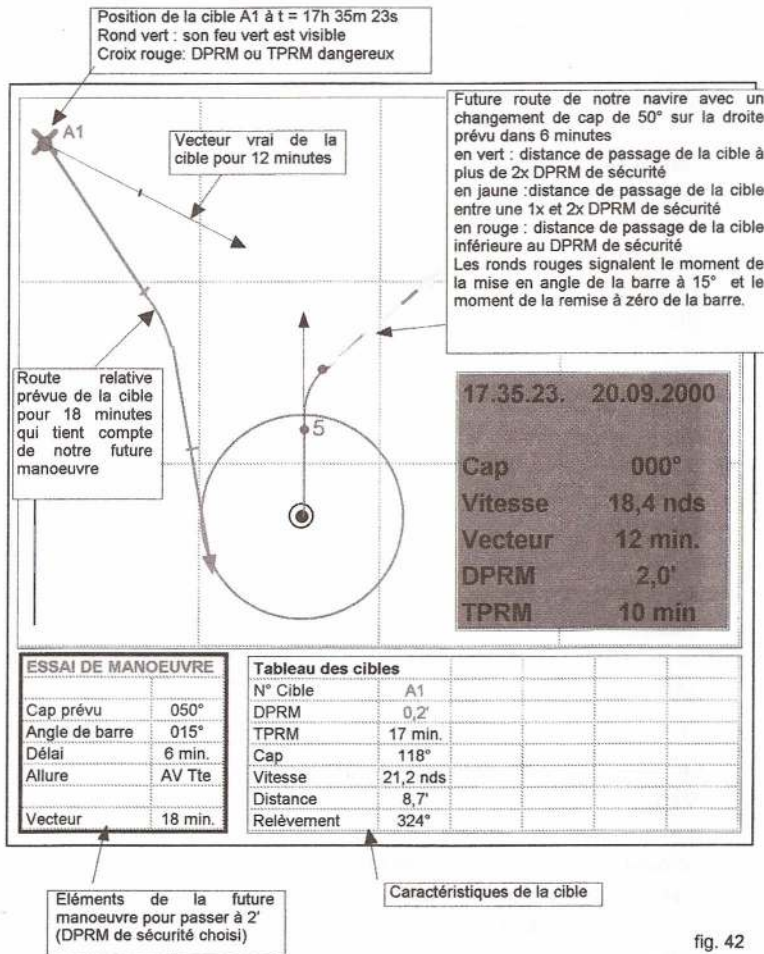 Position de la cible A1 à t = 17h 35m 23s
Rond vert : son feu vert est visible
Croix rouge: DPRM ou TPRM dangereux
A1
Vecteur vrai de la
cible pour 12 minutes
Future route de notre navire avec un
changement de cap de 50° sur la droite
prévu dans 6 minutes
en vert : distance de passage de la cible à
plus de 2x DPRM de sécurité
en jaune :distance de passage de la cible
entre une 1x et 2x DPRM de sécurité
en rouge : distance de passage de la cible
inférieure au DPRM de sécurité
Les ronds rouges signalent le moment de
la mise en angle de la barre à 15° et le
moment de la remise à zéro de la barre.
Route relative
prévue de la cible
pour 18 minutes
qui tient compte
de notre future
manoeuvre
5
17.35.23. 20.09.2000
Cap 000°
Vitesse 18,4 nds
Vecteur 12 min.
DPRM 2,0'
TPRM 10 min
ESSAI DE MANOEUVRE
Cap prévu 050°
Angle de barre 015°
Délai 6 min.
Allure AV Tte
Vecteur 18 min.
Tableau des cibles
N° Cible A1
DPRM 0,2'
TPRM 17 min.
Cap 118°
Vitesse 21,2 nds
Distance 8,7'
Relèvement 324°
Eléments de la future
manoeuvre pour passer à 2'
(DPRM de sécurité choisi)
Caractéristiques de la cible
fig. 42